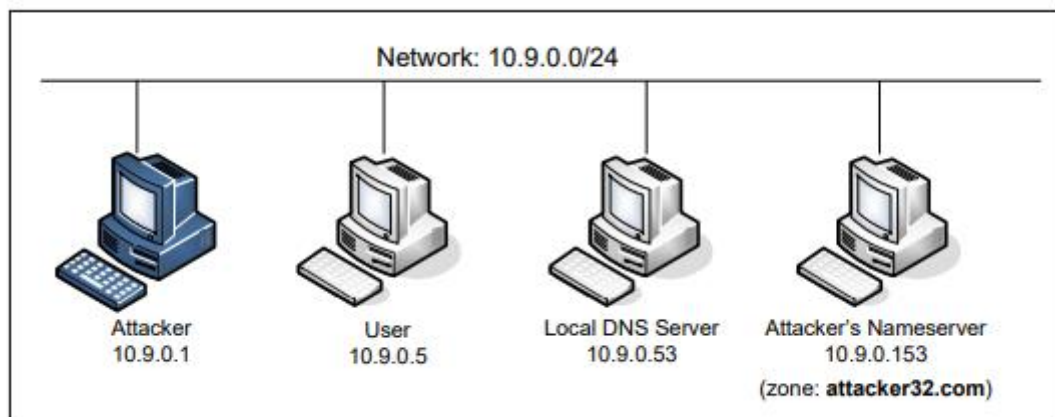 Network: 10.9.0.0/24
Attacker
10.9.0.1
User
10.9.0.5
Local DNS Server
10.9.0.53
Attacker's Nameserver
10.9.0.153
(zone: attacker32.com)